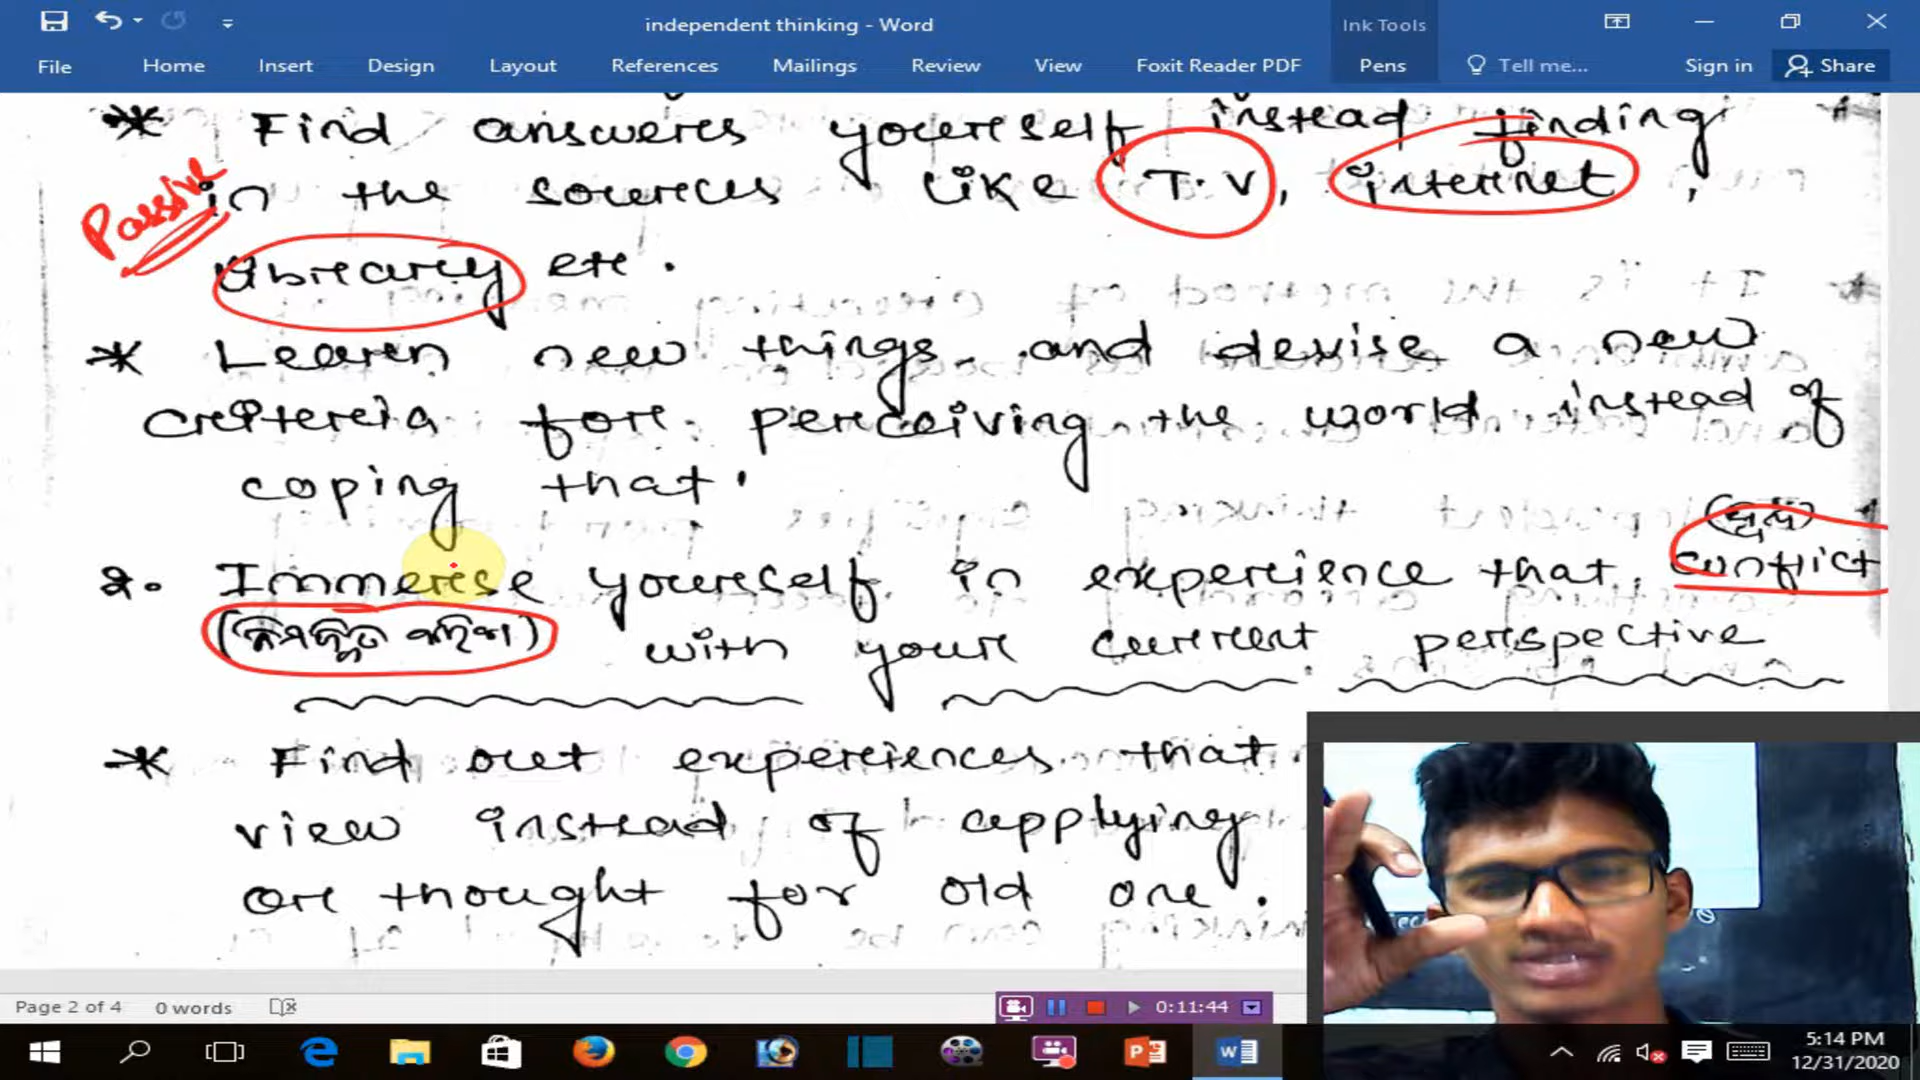 independent thinking - Word
Ink Tools
File Home Insert Design Layout References Mailings Review View Foxit Reader PDF Pens Tell me... Sign in Share
* Find answeres yourself instead finding
Passive
in the sources like T.V, internet,
library etc.
* Learn new things and devise a new
criteria for perceiving the world instead of
coping that.
(ଦ୍ୱନ୍ଦ)
2. Immerse yourself in experience that conflict
with your current perspective
* Find out experiences that
view instead of applying
or thought for old one.
Page 2 of 4 0 words
0:11:44
5:14 PM
12/31/2020